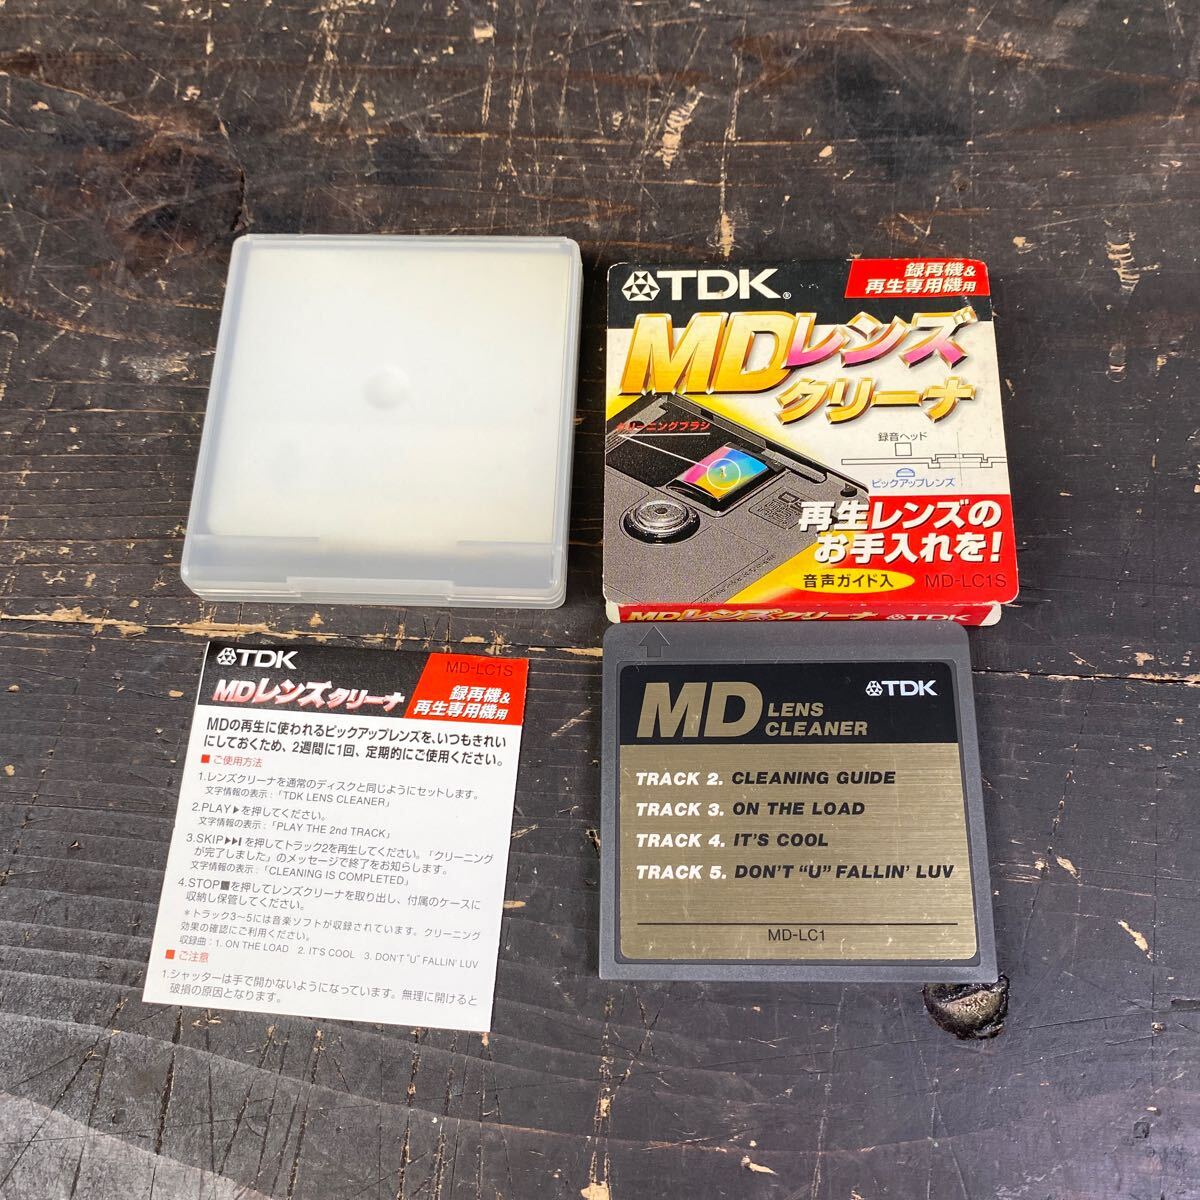 TDK®
録再機&
再生専用機用
MDレンズ
クリーナ
クリーニングブラシ
録音ヘッド
ピックアップレンズ
再生レンズの
お手入れを!
音声ガイド入
MD-LC1S
MDレンズクリーナ TDK
TDK
MD-LC1S
MDレンズクリーナ
録再機&
再生専用機用
MDの再生に使われるピックアップレンズを、いつもきれい
にしておくため、2週間に1回、定期的にご使用ください。
■ ご使用方法
1.レンズクリーナを通常のディスクと同じようにセットします。
文字情報の表示:「TDK LENS CLEANER」
2.PLAY▶を押してください。
文字情報の表示:「PLAY THE 2nd TRACK」
3.SKIP▶▶Iを押してトラック2を再生してください。「クリーニング
が完了しました」のメッセージで終了をお知らせします。
文字情報の表示:「CLEANING IS COMPLETED」
4.STOP■を押してレンズクリーナを取り出し、付属のケースに
収納し保管してください。
*トラック3〜5には音楽ソフトが収録されています。クリーニング
効果の確認にご利用ください。
収録曲:1. ON THE LOAD 2. IT'S COOL 3. DON'T "U" FALLIN' LUV
■ ご注意
1.シャッターは手で開かないようになっています。無理に開けると
破損の原因となります。
MD LENS
CLEANER
TDK
TRACK 2. CLEANING GUIDE
TRACK 3. ON THE LOAD
TRACK 4. IT'S COOL
TRACK 5. DON'T "U" FALLIN' LUV
MD-LC1